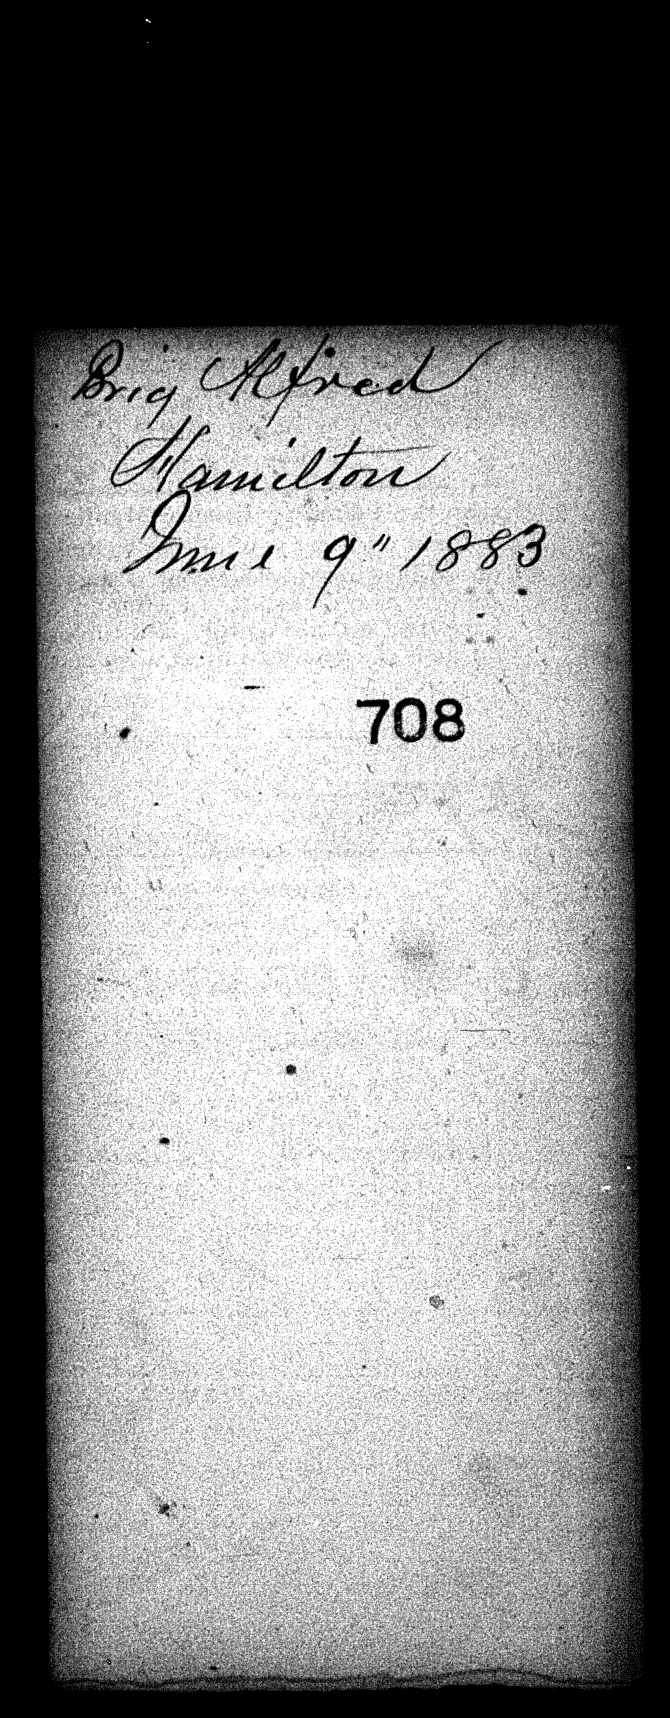 Brig Alfred
Hamilton
June 9" 1883
708